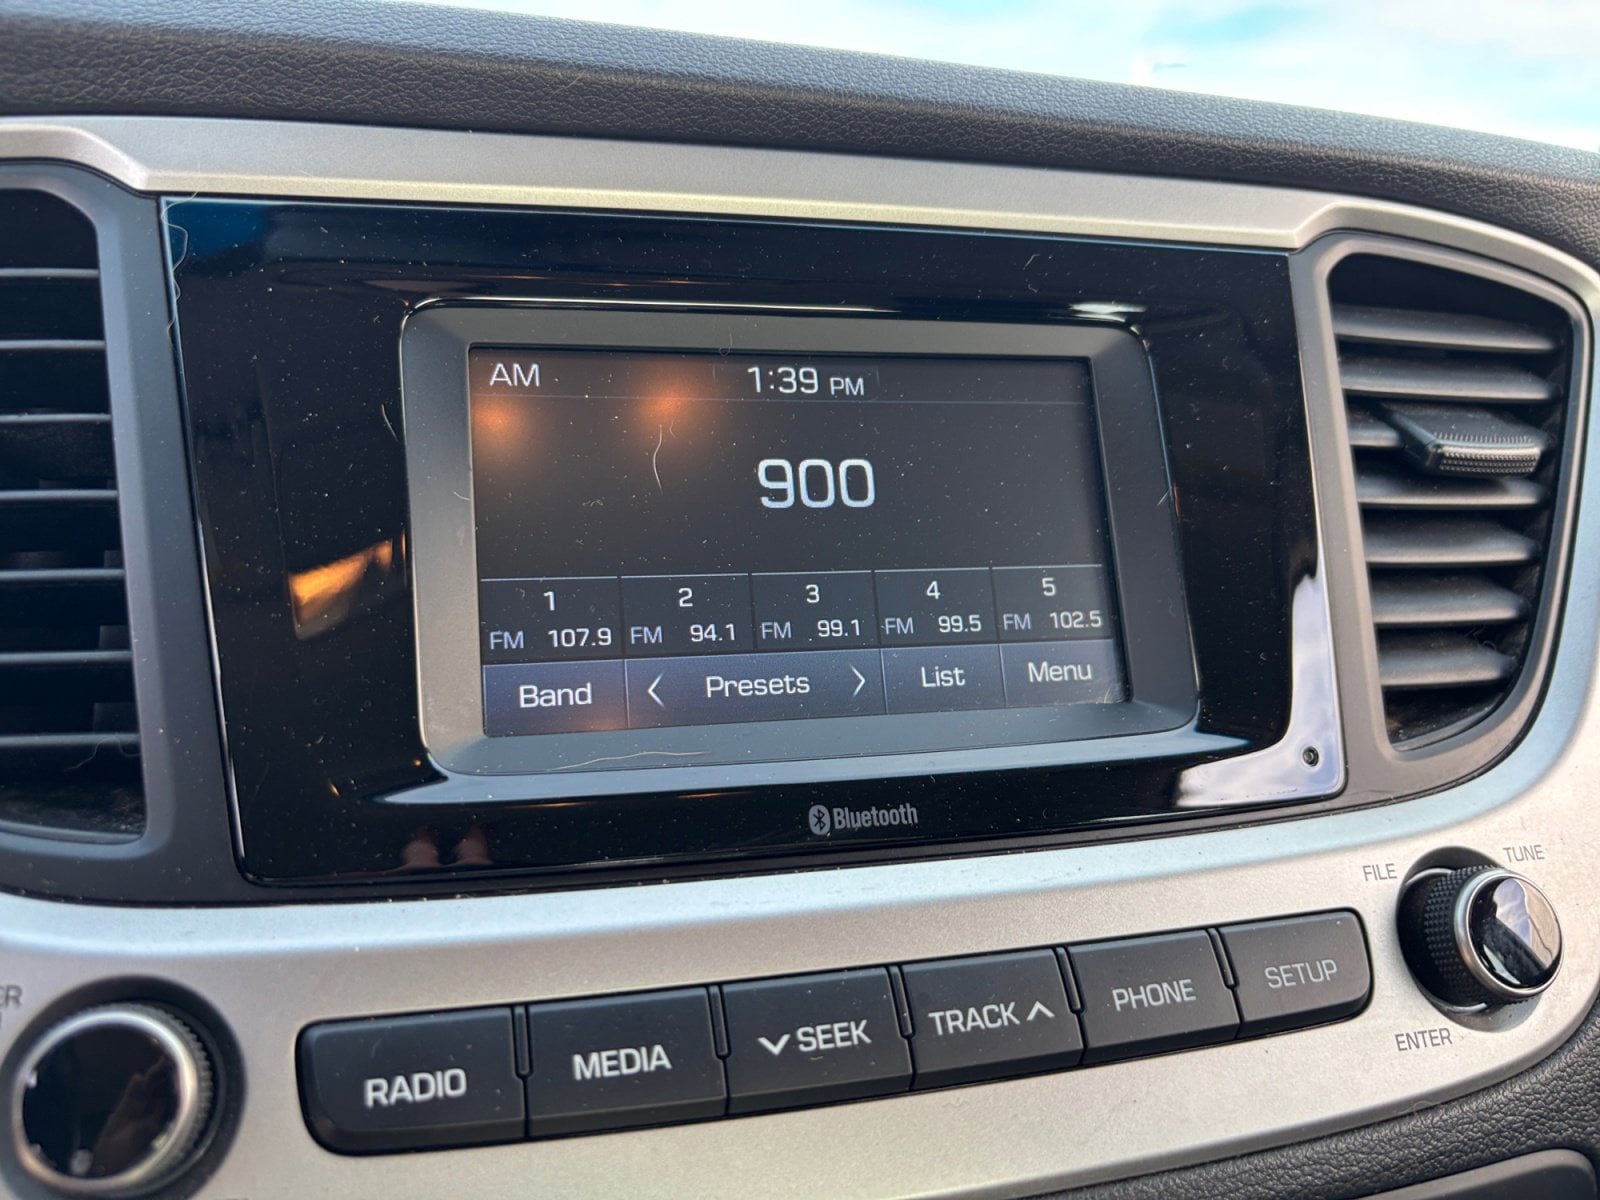 AM 1:39 PM
900
1 2 3 4 5
FM 107.9 FM 94.1 FM 99.1 FM 99.5 FM 102.5
Band < Presets > List Menu
Bluetooth
FILE TUNE
RADIO MEDIA SEEK TRACK PHONE SETUP
ENTER